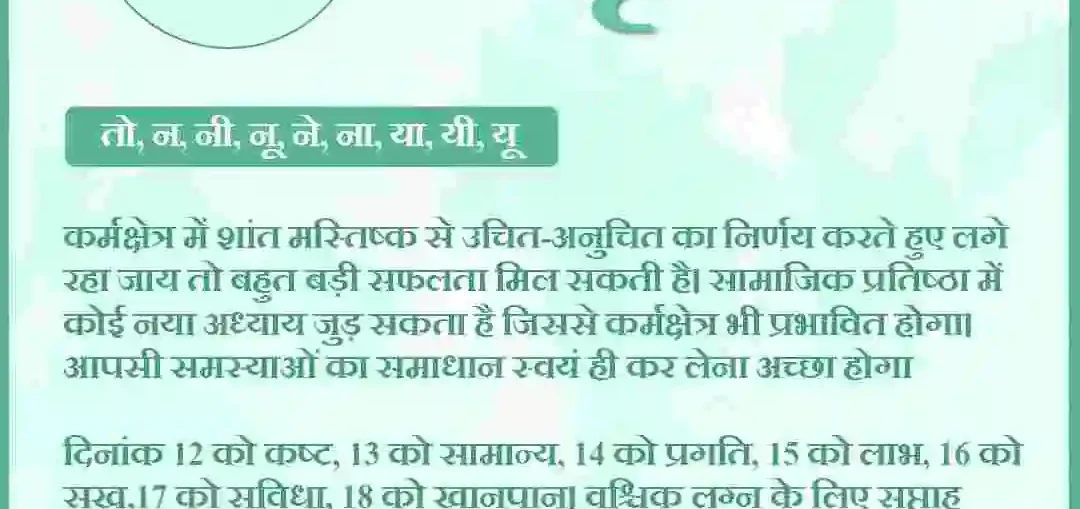 तो, न, नी, नू, ने, ना, या, यी, यू
कर्मक्षेत्र में शांत मस्तिष्क से उचित-अनुचित का निर्णय करते हुए लगे
रहा जाय तो बहुत बड़ी सफलता मिल सकती है। सामाजिक प्रतिष्ठा में
कोई नया अध्याय जुड़ सकता है जिससे कर्मक्षेत्र भी प्रभावित होगा।
आपसी समस्याओं का समाधान स्वयं ही कर लेना अच्छा होगा
दिनांक 12 को कष्ट, 13 को सामान्य, 14 को प्रगति, 15 को लाभ, 16 को
सुख,17 को सुविधा, 18 को खानपान। वृश्चिक लग्न के लिए सप्ताह